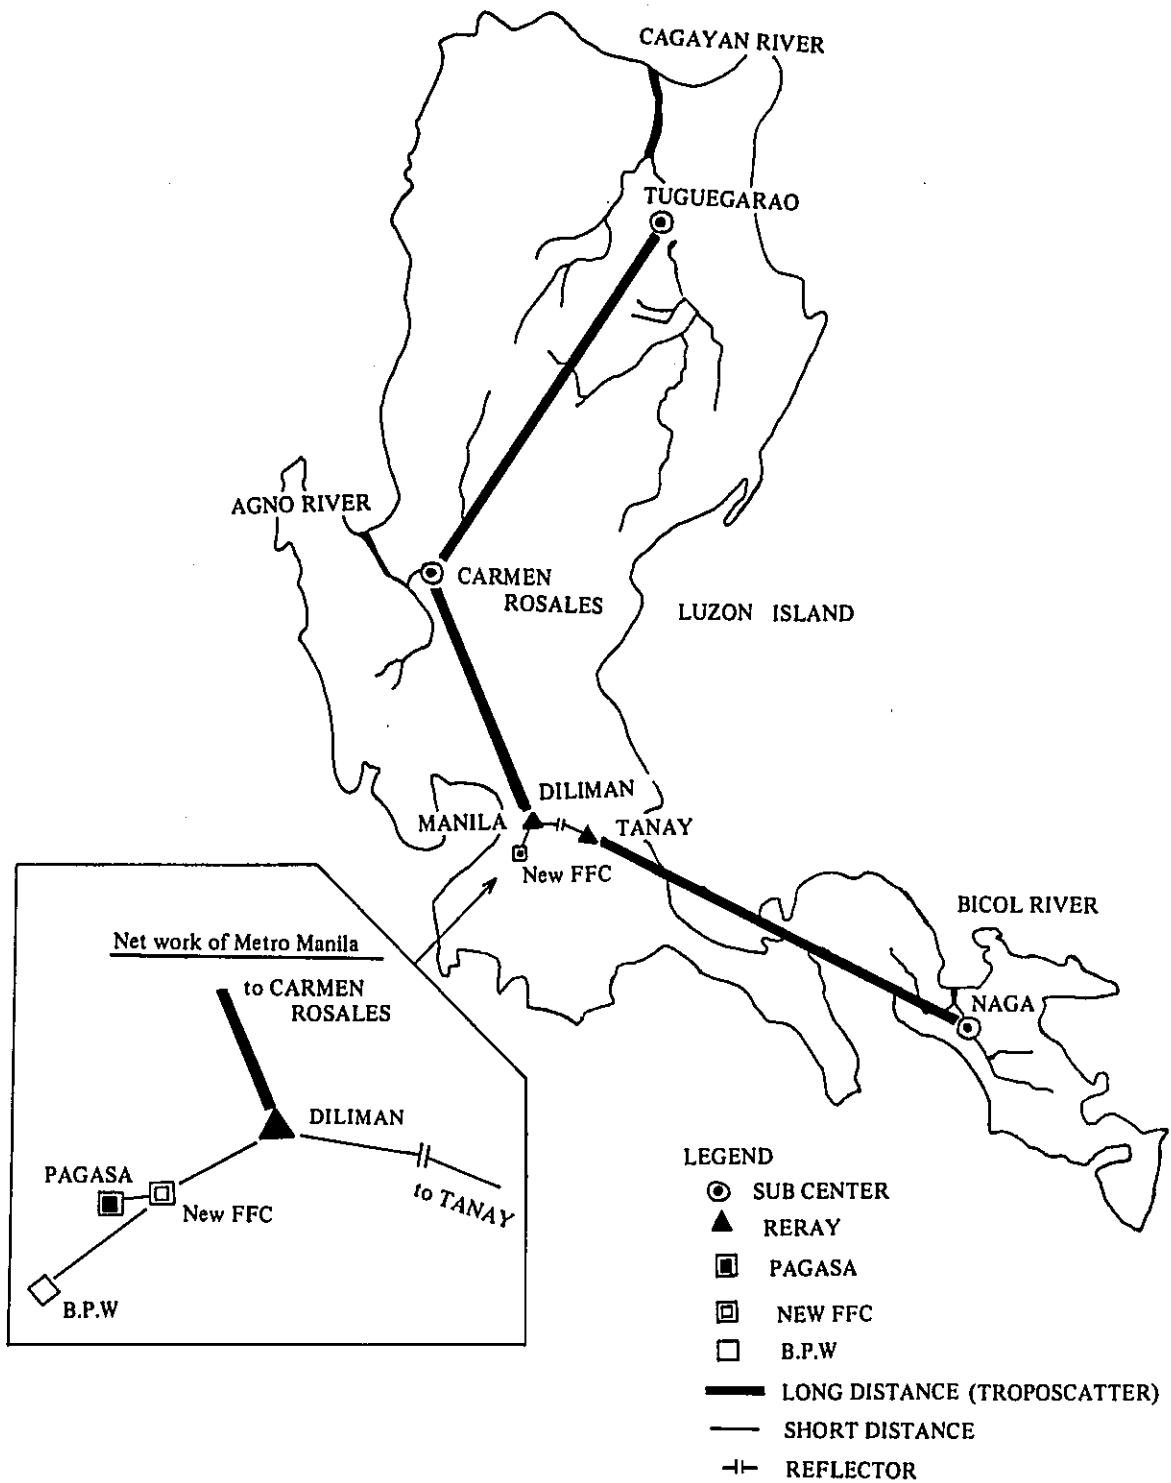 CAGAYAN RIVER
TUGUEGARAO
AGNO RIVER
CARMEN
ROSALES
LUZON ISLAND
DILIMAN
MANILA
TANAY
New FFC
BICOL RIVER
NAGA
Net work of Metro Manila
to CARMEN
ROSALES
DILIMAN
PAGASA
New FFC
to TANAY
B.P.W
LEGEND
SUB CENTER
RERAY
PAGASA
NEW FFC
B.P.W
LONG DISTANCE (TROPOSCATTER)
SHORT DISTANCE
REFLECTOR